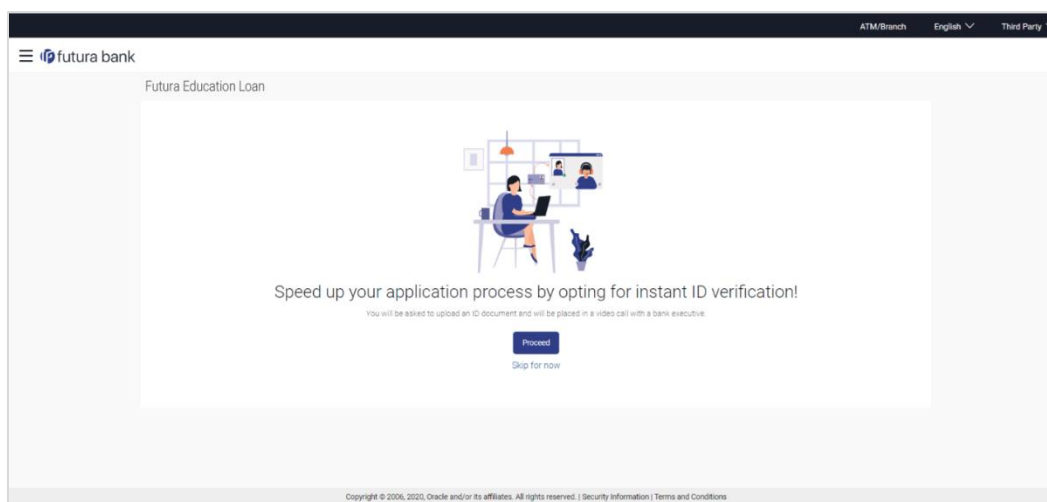 ATM/Branch English Third Party
futura bank
Futura Education Loan
Speed up your application process by opting for instant ID verification!
You will be asked to upload an ID document and will be placed in a video call with a bank executive.
Proceed
Skip for now
Copyright © 2006, 2020, Oracle and/or its affiliates. All rights reserved. | Security Information | Terms and Conditions